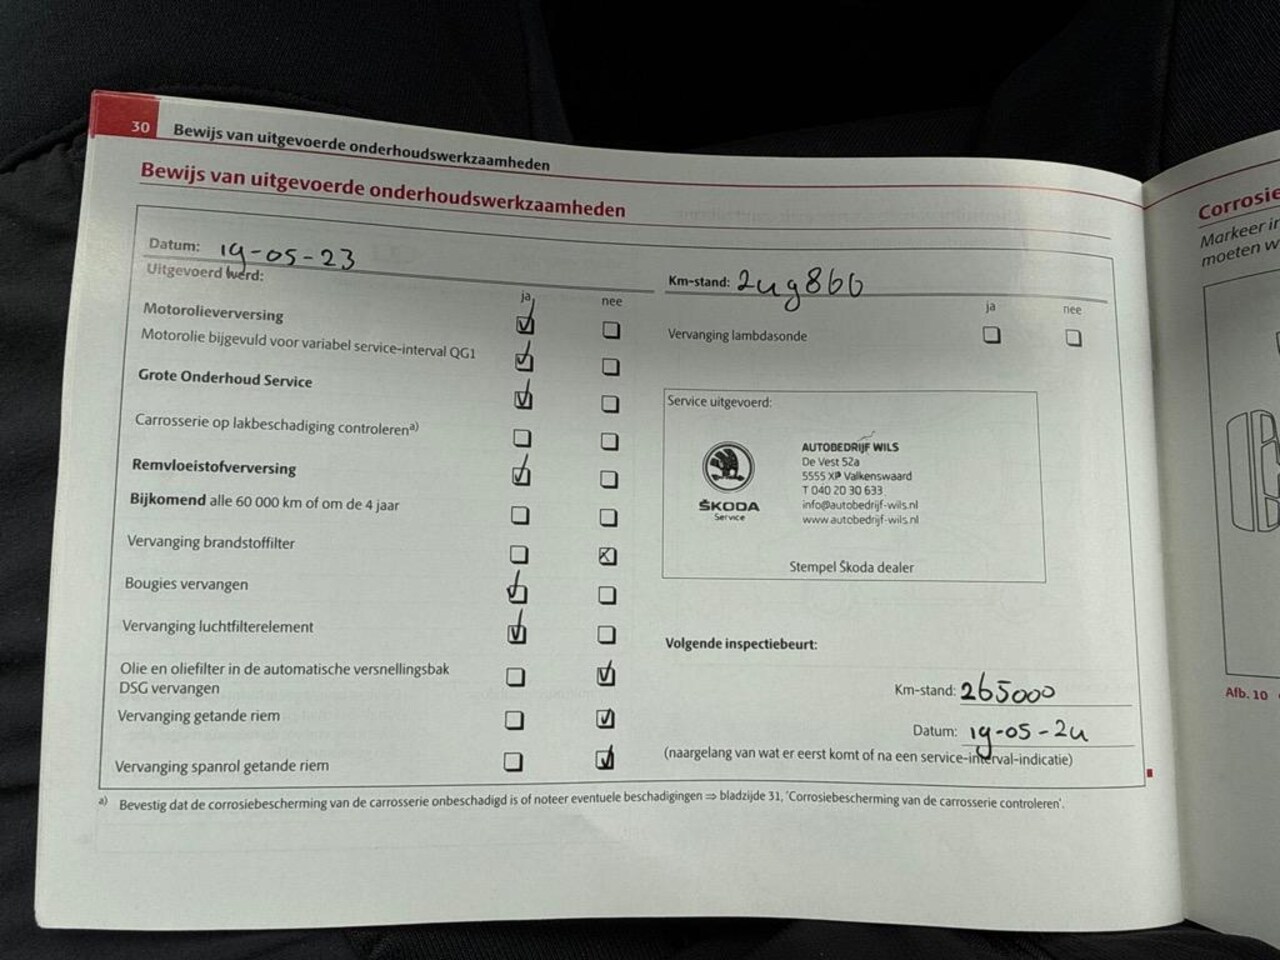 30 Bewijs van uitgevoerde onderhoudswerkzaamheden
Bewijs van uitgevoerde onderhoudswerkzaamheden
Datum: 19-05-23
Uitgevoerd werd:
ja nee
Motorolieverversing
Motorolie bijgevuld voor variabel service-interval QG1
Grote Onderhoud Service
Carrosserie op lakbeschadiging controleren a)
Remvloeistofverversing
Bijkomend alle 60 000 km of om de 4 jaar
Vervanging brandstoffilter
Bougies vervangen
Vervanging luchtfilterelement
Olie en oliefilter in de automatische versnellingsbak
DSG vervangen
Vervanging getande riem
Vervanging spanrol getande riem
Km-stand: 249866
ja nee
Vervanging lambdasonde
Service uitgevoerd:
ŠKODA
Service
AUTOBEDRIJF WILS
De Vest 52a
5555 XP Valkenswaard
T 040 20 30 633
info@autobedrijf-wils.nl
www.autobedrijf-wils.nl
Stempel Škoda dealer
Volgende inspectiebeurt:
Km-stand: 265000
Datum: 19-05-24
(naargelang van wat er eerst komt of na een service-interval-indicatie)
a) Bevestig dat de corrosiebescherming van de carrosserie onbeschadigd is of noteer eventuele beschadigingen ⇒ bladzijde 31, 'Corrosiebescherming van de carrosserie controleren'.
Markeer
moeten
Afb. 10